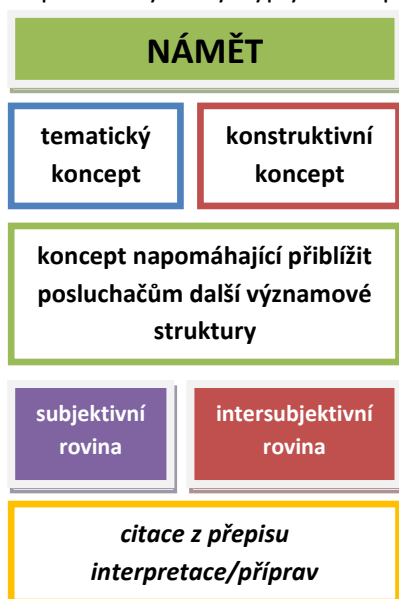 NÁMĚT
tematický
koncept
konstruktivní
koncept
koncept napomáhající přiblížit
posluchačům další významové
struktury
subjektivní
rovina
intersubjektivní
rovina
citace z přepisu
interpretace/příprav